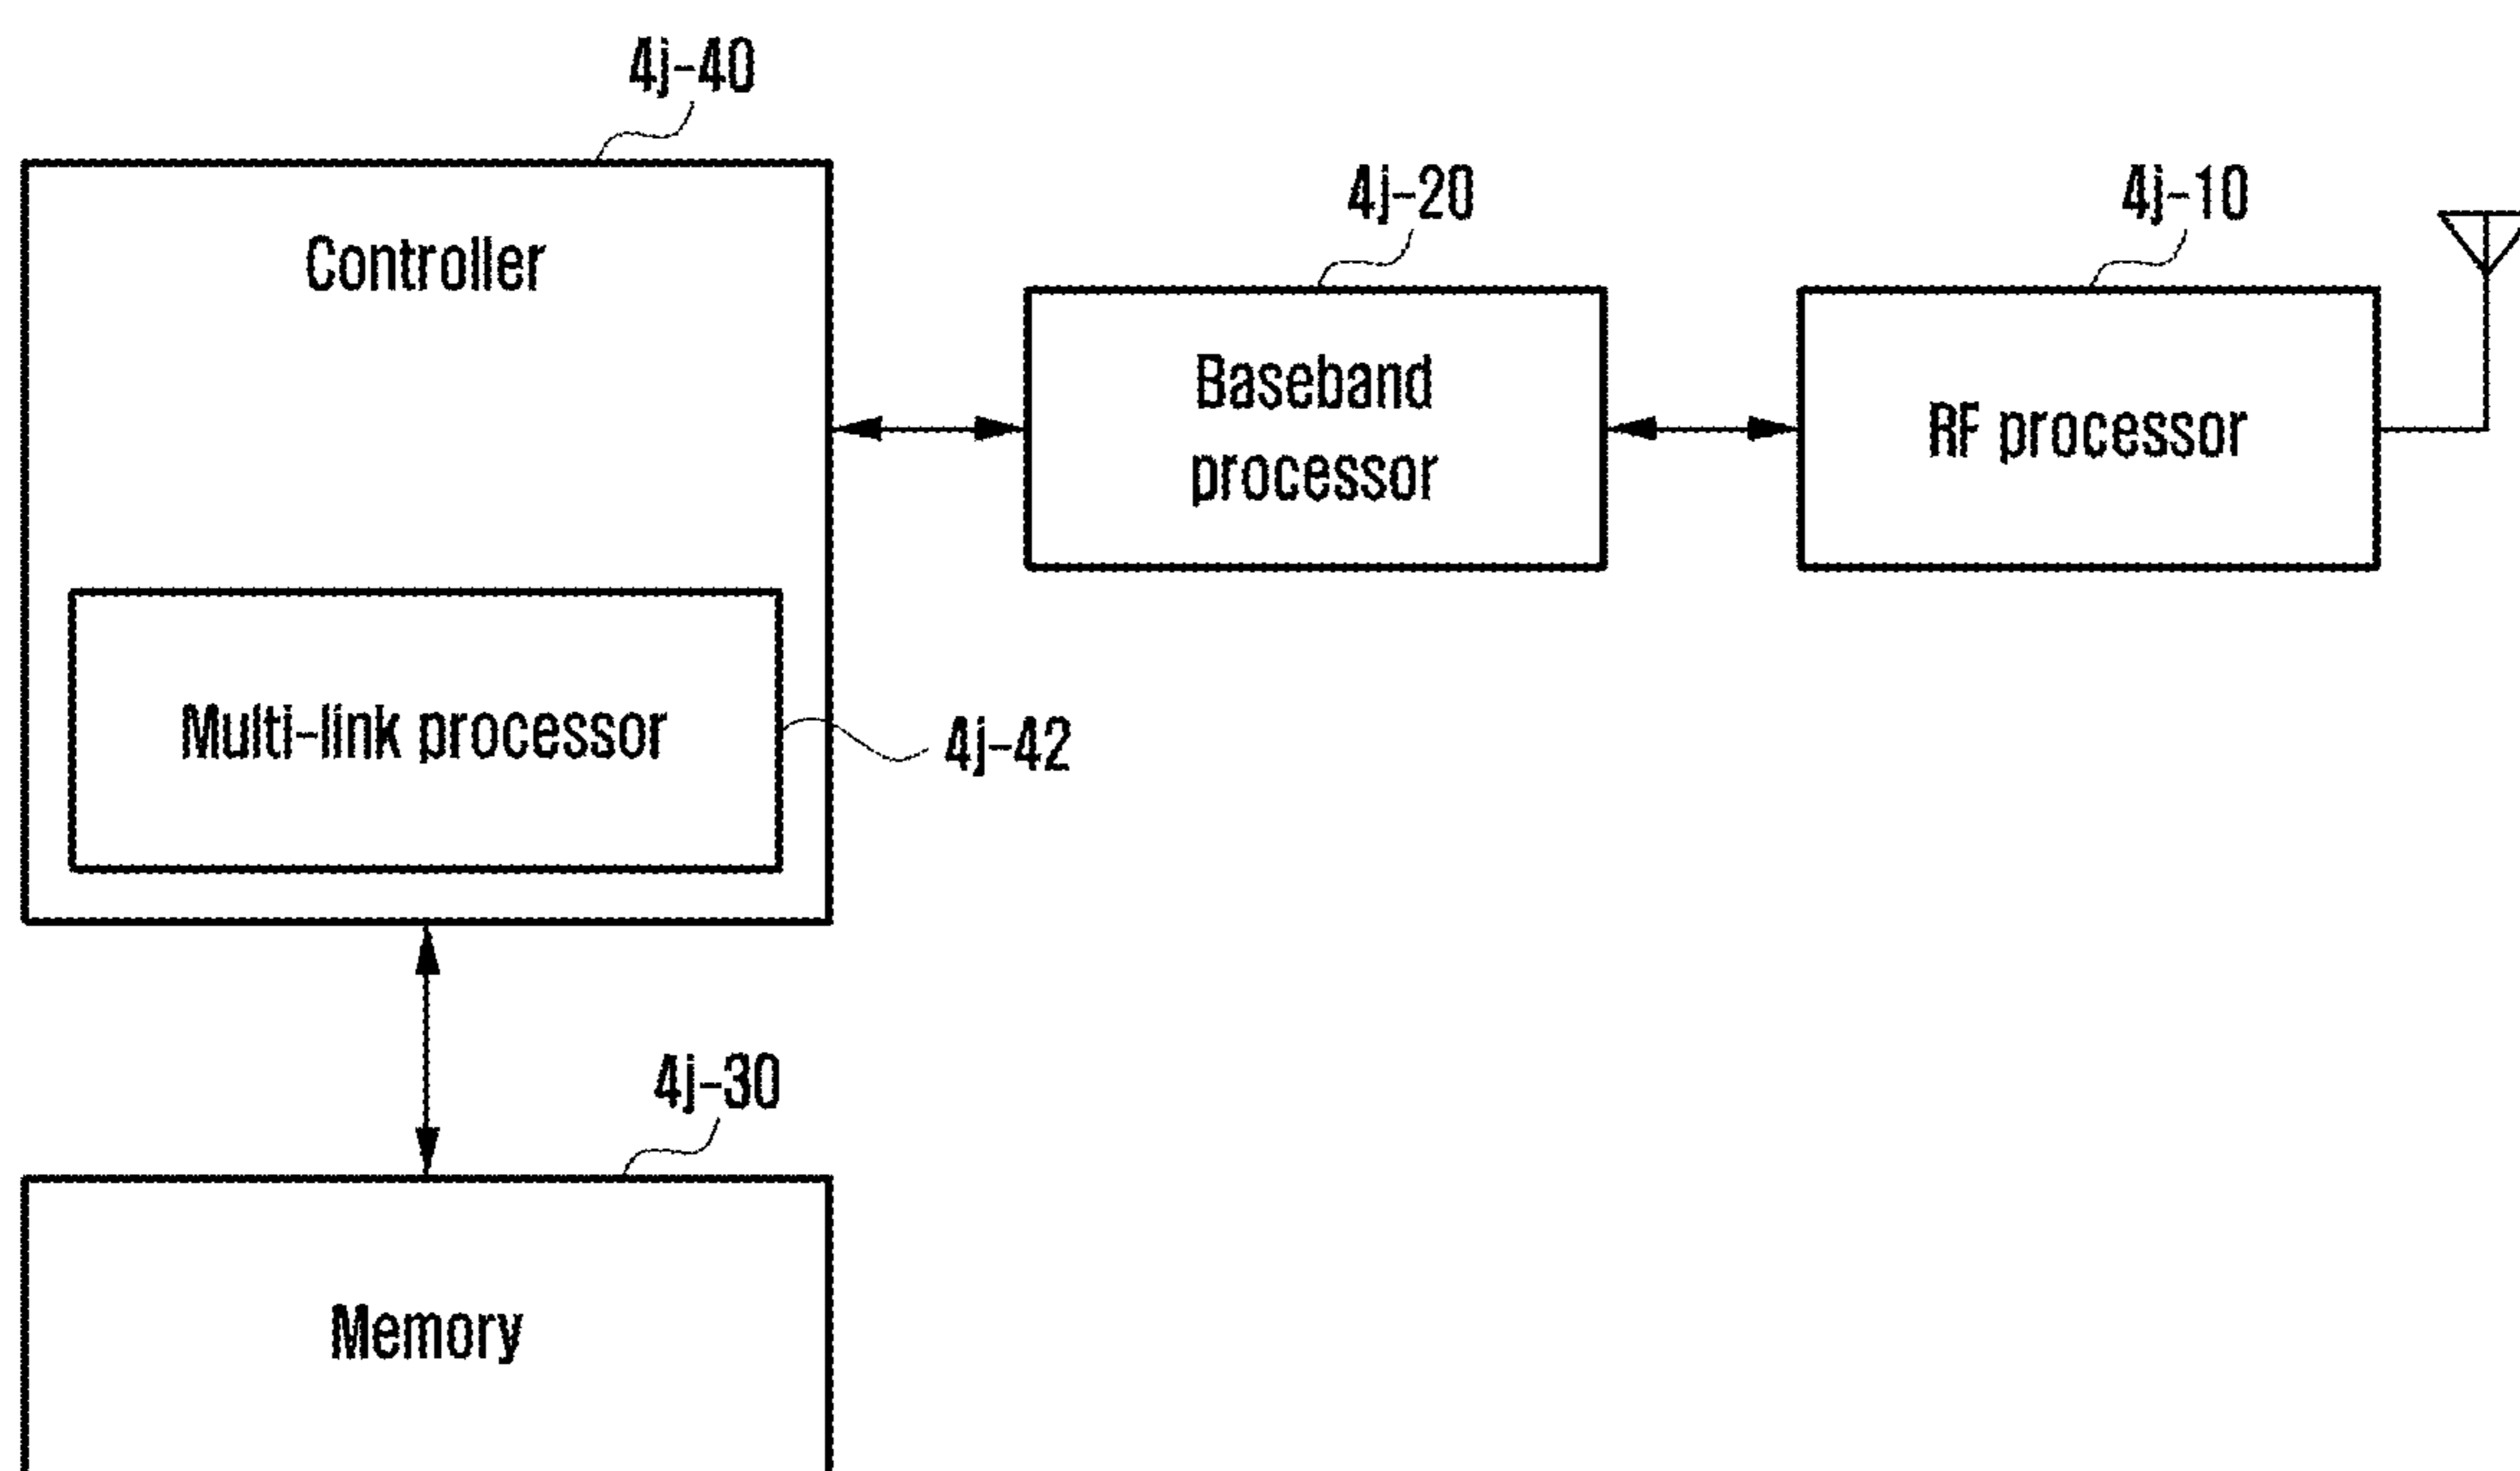 4j-40
Controller
4j-20
Baseband
processor
4j-10
RF processor
Multi-link processor
4j-42
4j-30
Memory